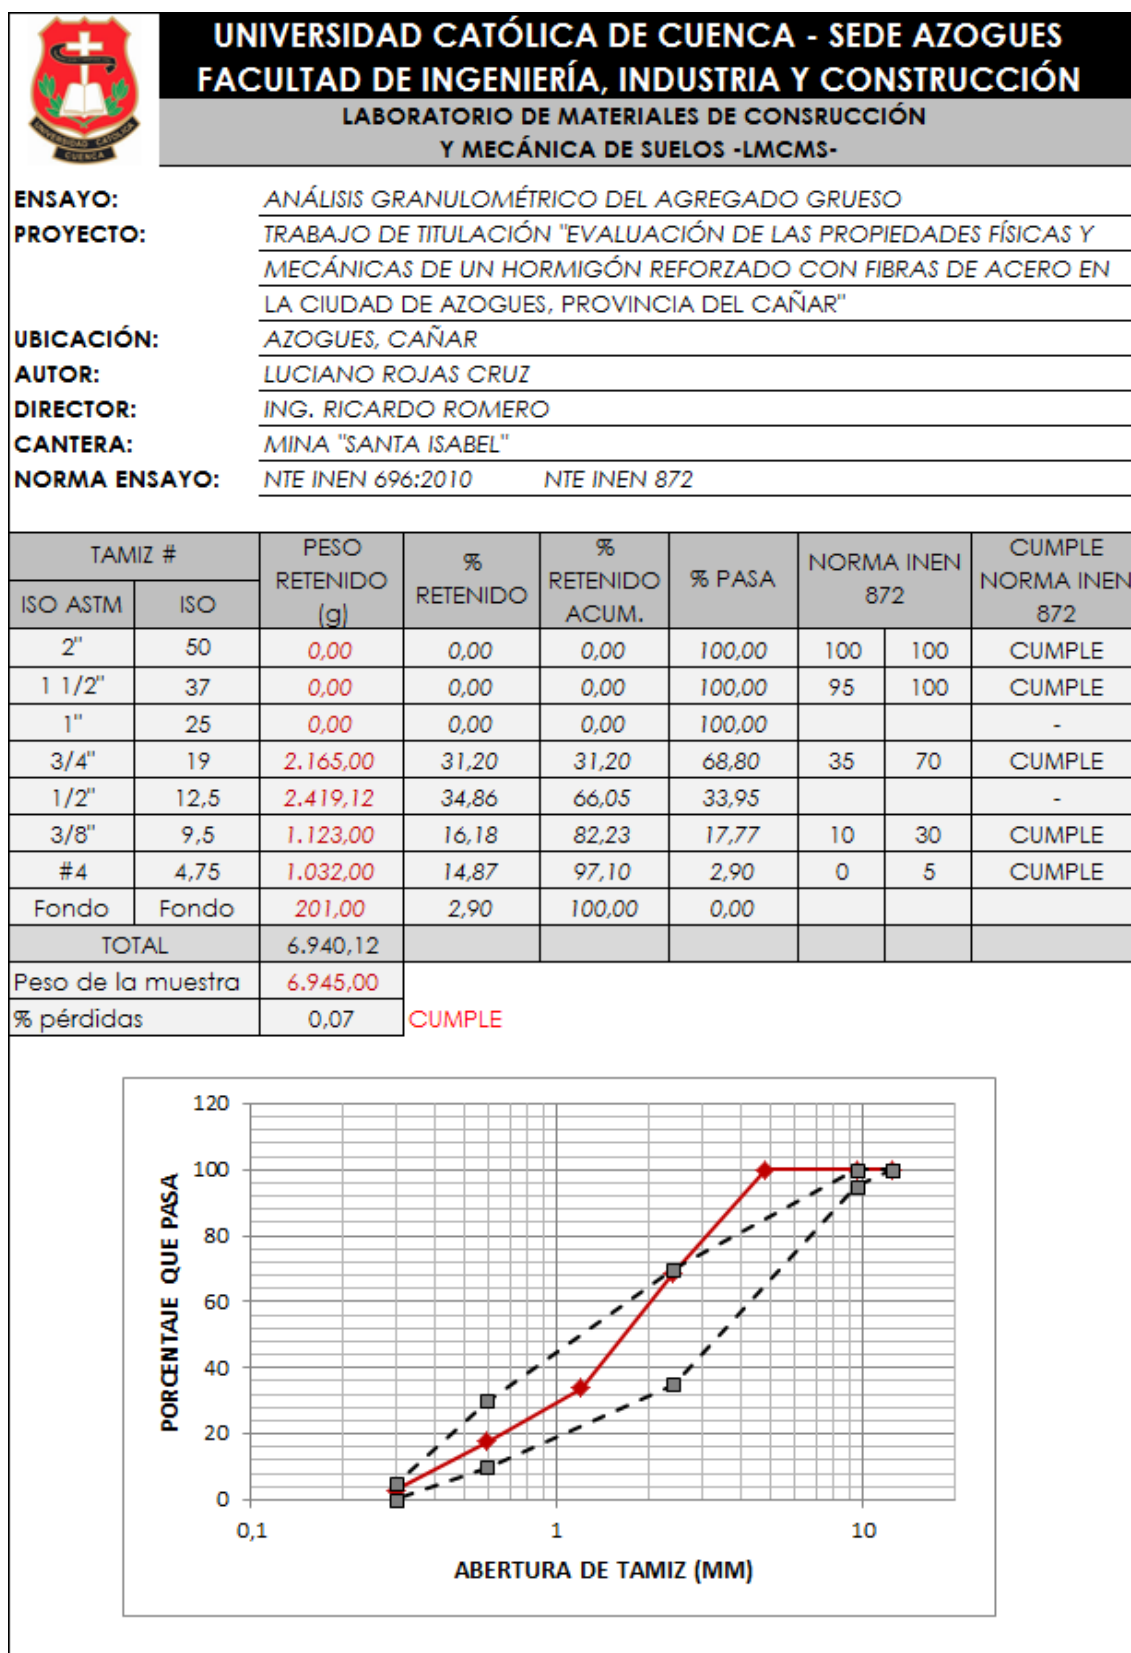 UNIVERSIDAD CATÓLICA DE CUENCA - SEDE AZOGUES
FACULTAD DE INGENIERÍA, INDUSTRIA Y CONSTRUCCIÓN
LABORATORIO DE MATERIALES DE CONSRUCCIÓN
Y MECÁNICA DE SUELOS -LMCMS-
UNIVERSIDAD CATOLICA
CUENCA
ENSAYO: ANÁLISIS GRANULOMÉTRICO DEL AGREGADO GRUESO
PROYECTO: TRABAJO DE TITULACIÓN "EVALUACIÓN DE LAS PROPIEDADES FÍSICAS Y
MECÁNICAS DE UN HORMIGÓN REFORZADO CON FIBRAS DE ACERO EN
LA CIUDAD DE AZOGUES, PROVINCIA DEL CAÑAR"
UBICACIÓN: AZOGUES, CAÑAR
AUTOR: LUCIANO ROJAS CRUZ
DIRECTOR: ING. RICARDO ROMERO
CANTERA: MINA "SANTA ISABEL"
NORMA ENSAYO: NTE INEN 696:2010 NTE INEN 872
TAMIZ # PESO RETENIDO (g) % RETENIDO % RETENIDO ACUM. % PASA NORMA INEN 872 CUMPLE NORMA INEN 872
ISO ASTM ISO
2" 50 0,00 0,00 0,00 100,00 100 100 CUMPLE
1 1/2" 37 0,00 0,00 0,00 100,00 95 100 CUMPLE
1" 25 0,00 0,00 0,00 100,00 -
3/4" 19 2.165,00 31,20 31,20 68,80 35 70 CUMPLE
1/2" 12,5 2.419,12 34,86 66,05 33,95 -
3/8" 9,5 1.123,00 16,18 82,23 17,77 10 30 CUMPLE
#4 4,75 1.032,00 14,87 97,10 2,90 0 5 CUMPLE
Fondo Fondo 201,00 2,90 100,00 0,00
TOTAL 6.940,12
Peso de la muestra 6.945,00
% pérdidas 0,07 CUMPLE
PORCENTAJE QUE PASA
120
100
80
60
40
20
0
0,1 1 10
ABERTURA DE TAMIZ (MM)